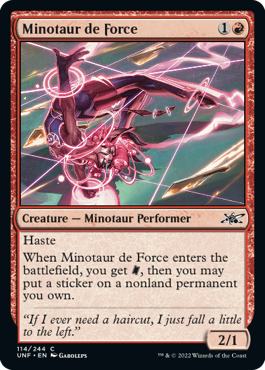 Minotaur de Force 1
Creature — Minotaur Performer
Haste
When Minotaur de Force enters the
battlefield, you get , then you may
put a sticker on a nonland permanent
you own.
"If I ever need a haircut, I just fall a little
to the left."
2/1
114/244 C
UNF • EN Gaboleps
™ & © 2022 Wizards of the Coast